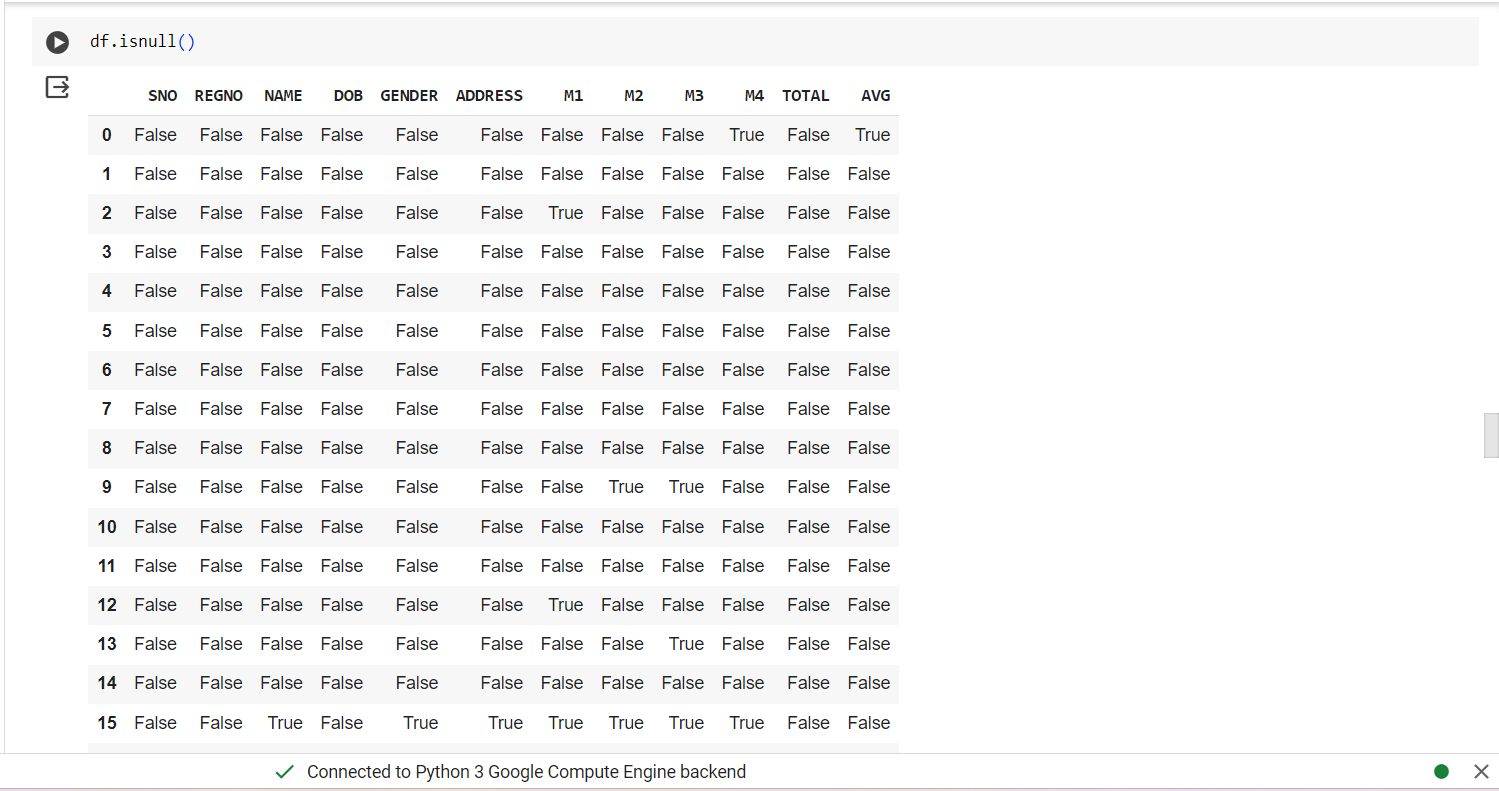 df.isnull()
SNO REGNO NAME DOB GENDER ADDRESS M1 M2 M3 M4 TOTAL AVG
0 False False False False False False False False False True False True
1 False False False False False False False False False False False False
2 False False False False False False True False False False False False
3 False False False False False False False False False False False False
4 False False False False False False False False False False False False
5 False False False False False False False False False False False False
6 False False False False False False False False False False False False
7 False False False False False False False False False False False False
8 False False False False False False False False False False False False
9 False False False False False False False True True False False False
10 False False False False False False False False False False False False
11 False False False False False False False False False False False False
12 False False False False False False True False False False False False
13 False False False False False False False False True False False False
14 False False False False False False False False False False False False
15 False False True False True True True True True True False False
Connected to Python 3 Google Compute Engine backend